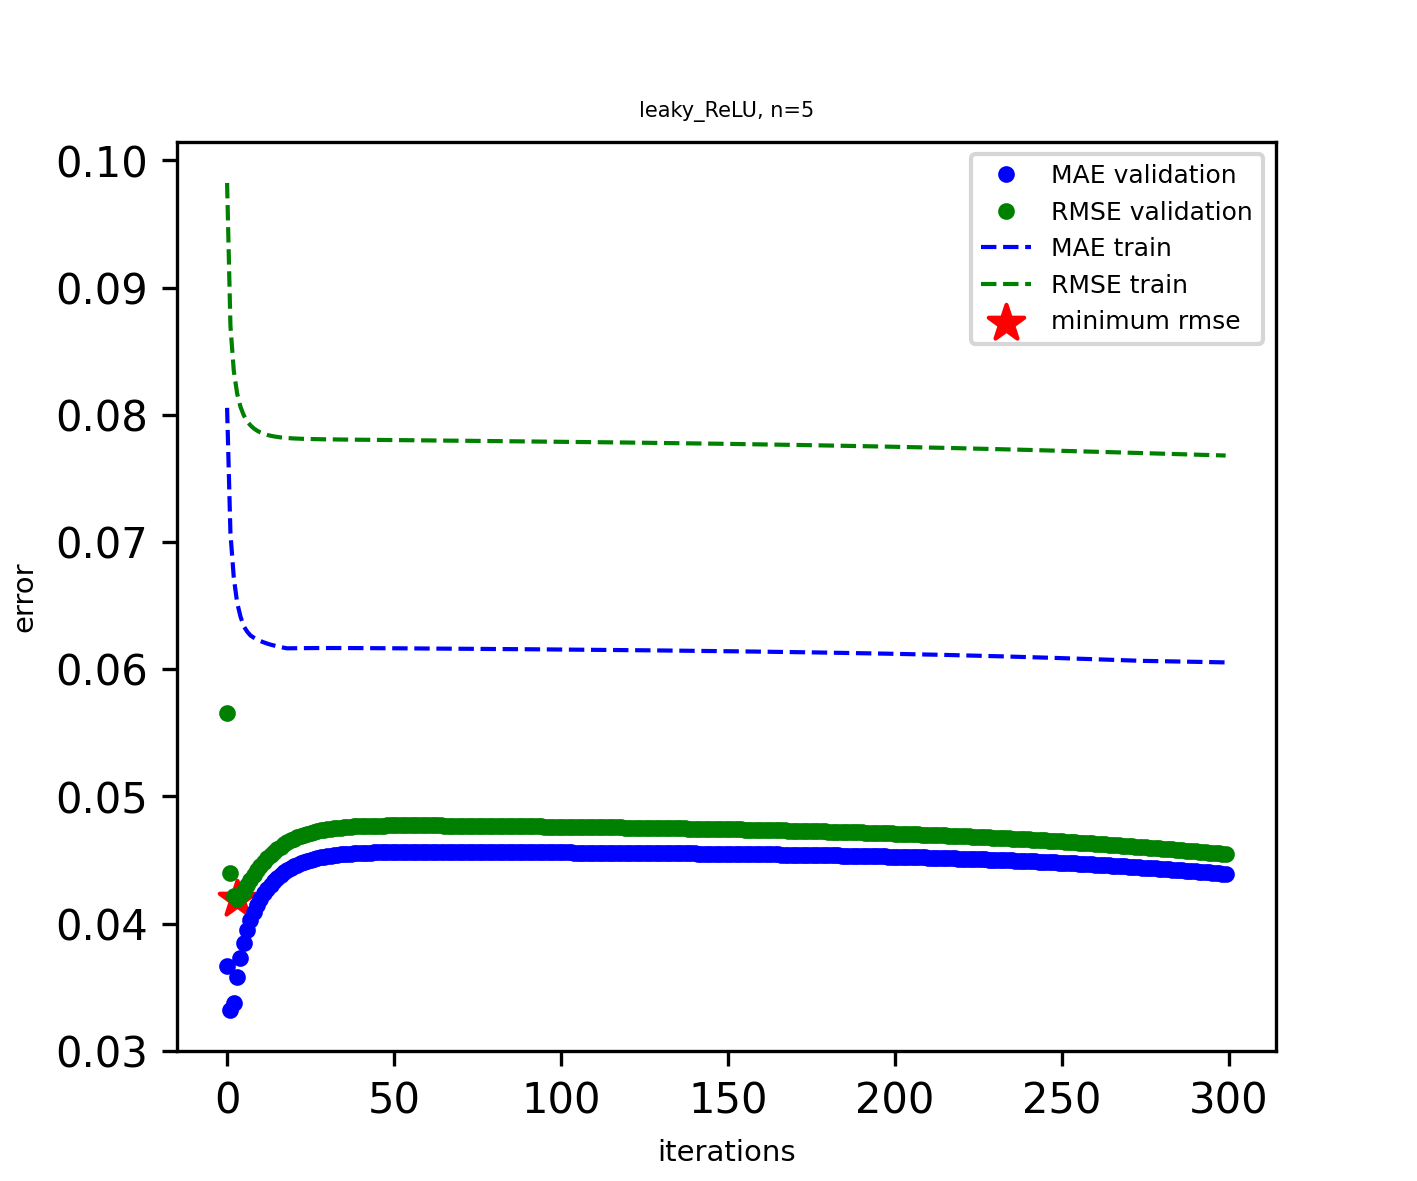 leaky_ReLU, n=5
MAE validation
RMSE validation
MAE train
RMSE train
minimum rmse
0.10
0.09
0.08
0.07
0.06
0.05
0.04
0.03
error
0 50 100 150 200 250 300
iterations